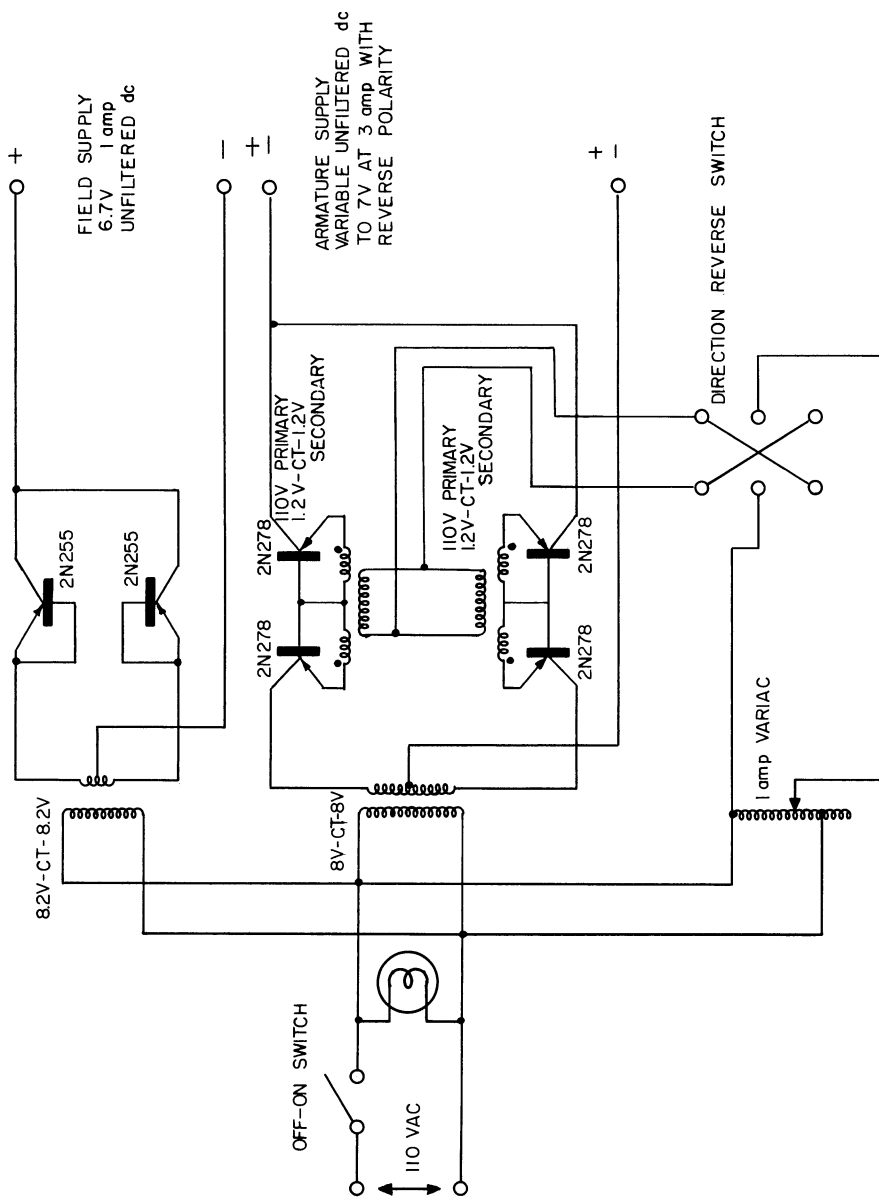 OFF-ON SWITCH
110 VAC
8.2V-CT-8.2V
8V-CT-8V
1 amp VARIAC
2N255
2N255
2N278
2N278
110V PRIMARY
1.2V-CT-1.2V
SECONDARY
110V PRIMARY
1.2V-CT-1.2V
SECONDARY
2N278
2N278
DIRECTION REVERSE SWITCH
+
FIELD SUPPLY
6.7V 1 amp
UNFILTERED dc
-
+
-
ARMATURE SUPPLY
VARIABLE UNFILTERED dc
TO 7V AT 3 amp WITH
REVERSE POLARITY
+
-